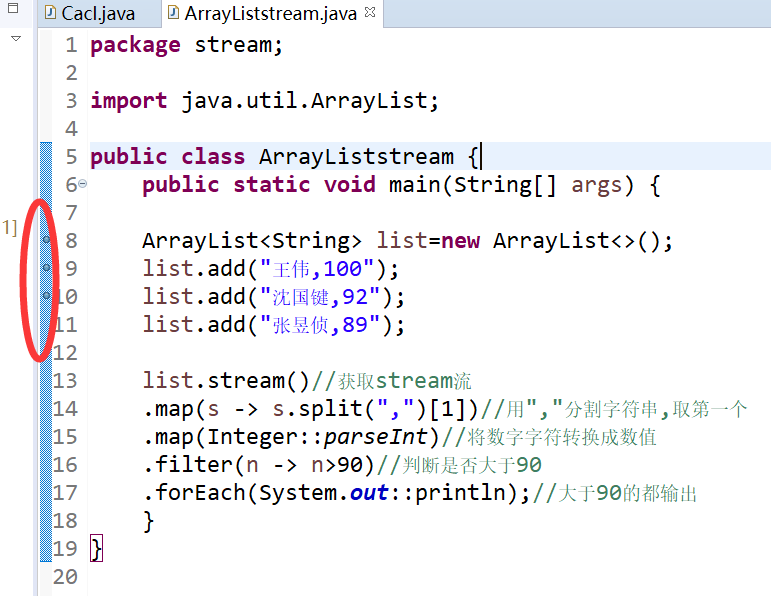 Cacl.java ArrayListstream.java
1 package stream;
2
3 import java.util.ArrayList;
4
5 public class ArrayListstream {
6 public static void main(String[] args) {
7
1]
8 ArrayList<String> list=new ArrayList<>();
9 list.add("王伟,100");
10 list.add("沈国键,92");
11 list.add("张昱侦,89");
12
13 list.stream()//获取stream流
14 .map(s -> s.split(",")[1])//用","分割字符串,取第一个
15 .map(Integer::parseInt)//将数字字符转换成数值
16 .filter(n -> n>90)//判断是否大于90
17 .forEach(System.out::println);//大于90的都输出
18 }
19 }
20